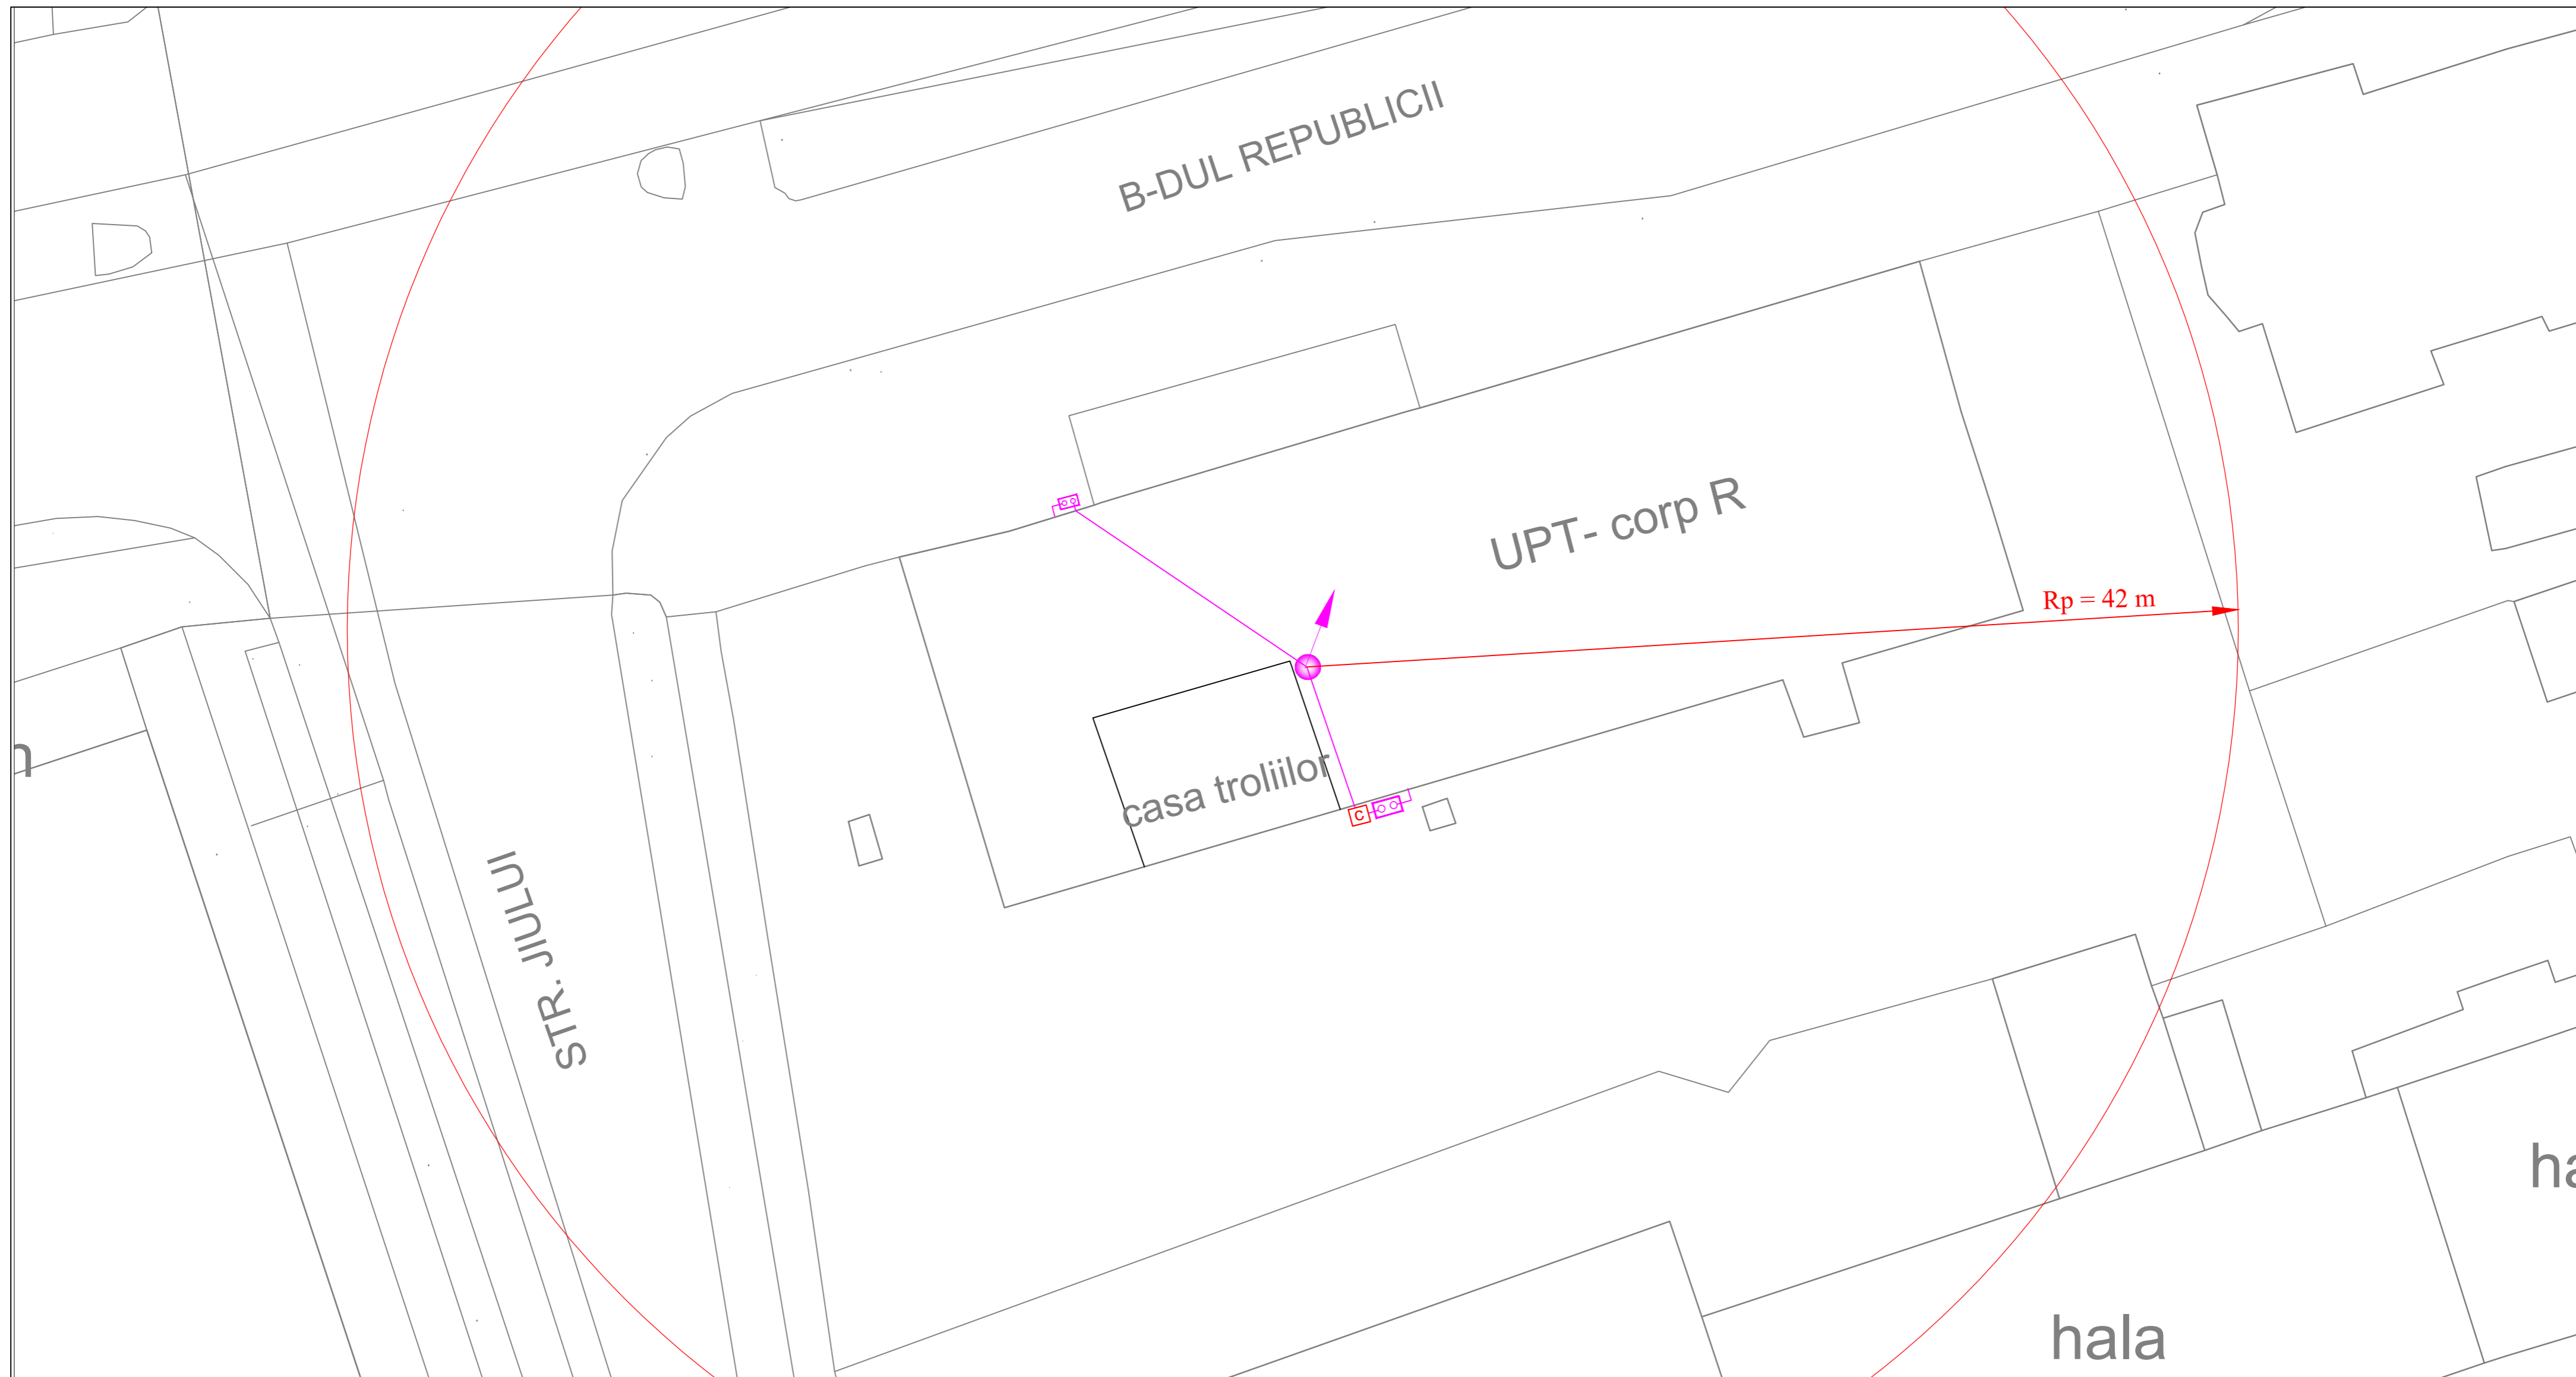 B-DUL REPUBLICII
UPT- corp R
Rp = 42 m
casa troliilor
C
STR. JIULUI
hala